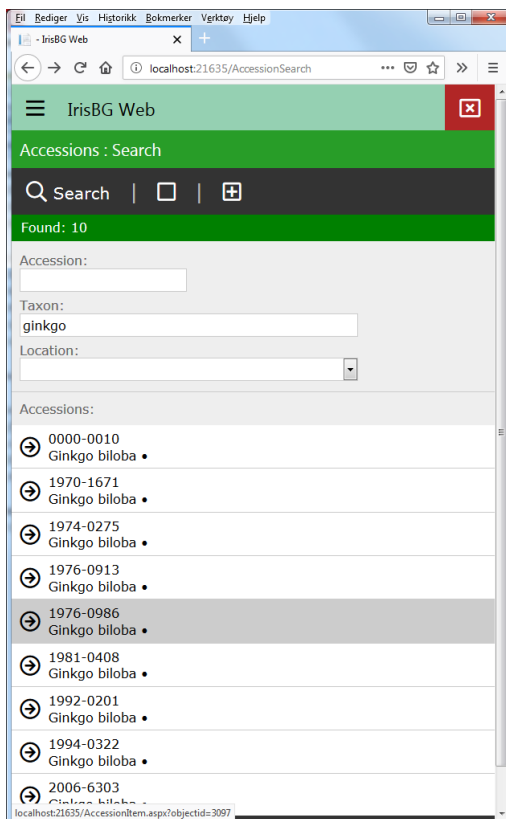 Fil Rediger Vis Historikk Bokmerker Verktøy Hjelp
- IrisBG Web
localhost:21635/AccessionSearch
IrisBG Web
Accessions : Search
Search | |
Found: 10
Accession:
Taxon:
ginkgo
Location:
Accessions:
0000-0010
Ginkgo biloba •
1970-1671
Ginkgo biloba •
1974-0275
Ginkgo biloba •
1976-0913
Ginkgo biloba •
1976-0986
Ginkgo biloba •
1981-0408
Ginkgo biloba •
1992-0201
Ginkgo biloba •
1994-0322
Ginkgo biloba •
2006-6303
Ginkgo biloba •
localhost:21635/AccessionItem.aspx?objectid=3097